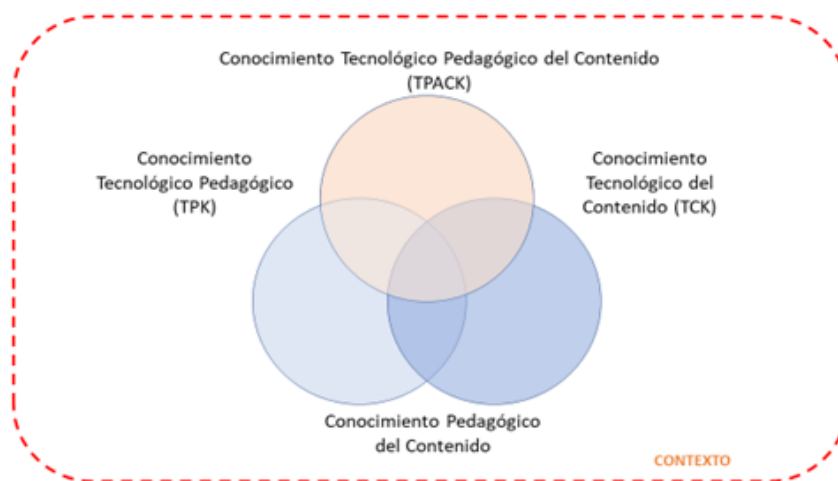 Conocimiento Tecnológico Pedagógico del Contenido
(TPACK)
Conocimiento
Tecnológico Pedagógico
(TPK)
Conocimiento
Tecnológico del
Contenido (TCK)
Conocimiento Pedagógico
del Contenido
CONTEXTO